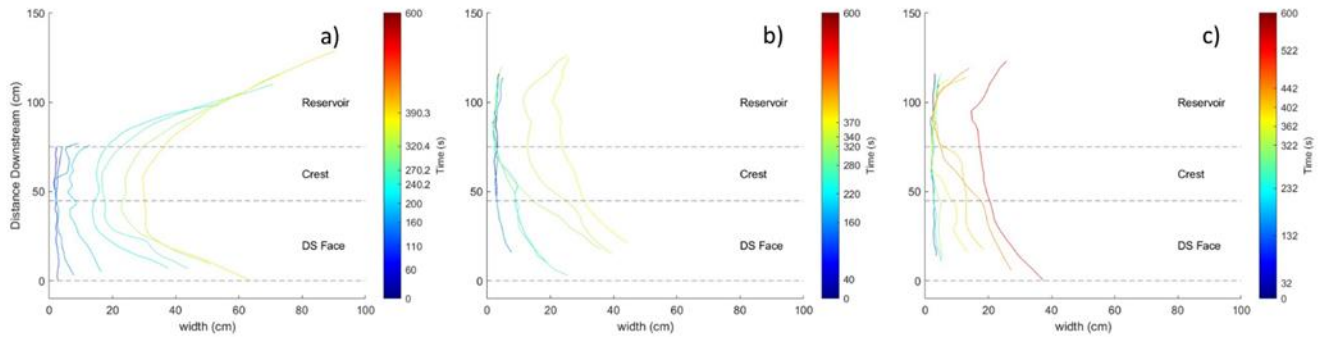 a)
150
100
50
0
Distance Downstream (cm)
0 20 40 60 80 100
width (cm)
Reservoir
Crest
DS Face
600
390.3
320
270.2
240.2
200
160
110
60
0
Time (s)
b)
150
100
50
0
0 20 40 60 80 100
width (cm)
Reservoir
Crest
DS Face
600
370
340
320
290
220
40
0
Time (s)
c)
150
100
50
0
0 20 40 60 80 100
width (cm)
Reservoir
Crest
DS Face
600
522
442
402
362
322
232
132
32
0
Time (s)